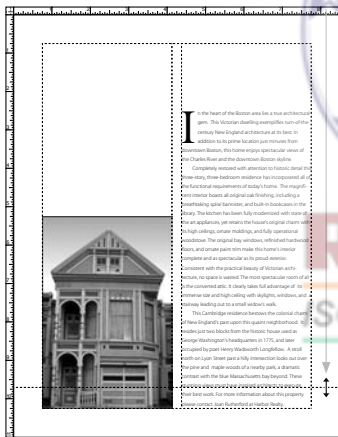 In the heart of the Boston area lies a true architecture
gem. This Victorian dwelling exemplifies turn-of-the
century New England architecture at its best. In
addition to its prime location just minutes from
downtown Boston, this home enjoys spectacular views of
the Charles River and the downtown Boston skyline.
Completely restored with attention to historic detail this
three-story, three-bedroom residence has incorporated all of
the functional requirements of today's home. The magnifi-
cent interior boasts all original oak finishing, including a
breathtaking spiral bannister, and built-in bookcases in the
library. The kitchen has been fully modernized with state of
the art appliances, yet retains the house's original charm with
its high ceilings, ornate moldings, and fully operational
woodstove. The original bay windows, refinished hardwood
floors, and ornate paint trim make this home's interior
complete and as spectacular as its proud exterior.
Consistent with the practical beauty of Victorian archi-
tecture, no space is wasted. The most spectacular room of all
is the converted attic. It clearly takes full advantage of its
immense size and high ceiling with skylights, windows, and
stairway leading out to a small widow's walk.
This Cambridge residence bestows the colonial charm
of New England's past upon this quaint neighborhood. It
resides just two blocks from the historic house used as
George Washington's headquarters in 1775, and later
occupied by poet Henry Wadsworth Longfellow. A stroll
north on Lyon Street past a hilly intersection looks out over
the pine and maple woods of a nearby park, a dramatic
contrast with the blue Massachusetts bay beyond. These
their best work. For more information about this property
please contact Joan Rutherford at Harbor Realty.